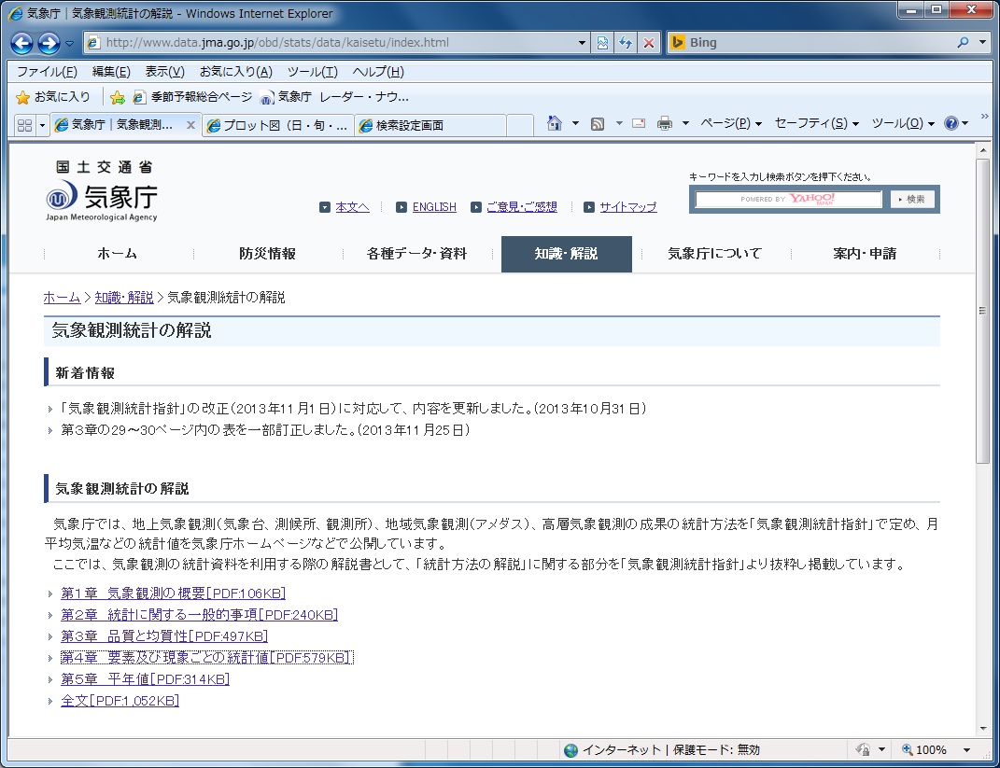 気象庁 | 気象観測統計の解説 - Windows Internet Explorer
http://www.data.jma.go.jp/obd/stats/data/kaisetu/index.html
Bing
ファイル(F) 編集(E) 表示(V) お気に入り(A) ツール(T) ヘルプ(H)
お気に入り 季節予報総合ページ 気象庁 レーダー・ナウ...
気象庁 | 気象観測... プロット図（日・旬・... 検索設定画面 ページ(P) セーフティ(S) ツール(O) »
国土交通省
気象庁
Japan Meteorological Agency
キーワードを入力し検索ボタンを押下ください。
POWERED BY YAHOO! JAPAN 検索
本文へ ENGLISH ご意見・ご感想 サイトマップ
ホーム 防災情報 各種データ・資料 知識・解説 気象庁について 案内・申請
ホーム > 知識・解説 > 気象観測統計の解説
気象観測統計の解説
新着情報
「気象観測統計指針」の改正(2013年11月1日)に対応して、内容を更新しました。(2013年10月31日)
第3章の29～30ページ内の表を一部訂正しました。(2013年11月25日)
気象観測統計の解説
気象庁では、地上気象観測(気象台、測候所、観測所)、地域気象観測(アメダス)、高層気象観測の成果の統計方法を「気象観測統計指針」で定め、月
平均気温などの統計値を気象庁ホームページなどで公開しています。
ここでは、気象観測の統計資料を利用する際の解説書として、「統計方法の解説」に関する部分を「気象観測統計指針」より抜粋し掲載しています。
第1章 気象観測の概要[PDF:106KB]
第2章 統計に関する一般的事項[PDF:240KB]
第3章 品質と均質性[PDF:497KB]
第4章 要素及び現象ごとの統計値[PDF:579KB]
第5章 平年値[PDF:314KB]
全文[PDF:1,052KB]
インターネット | 保護モード: 無効 100%